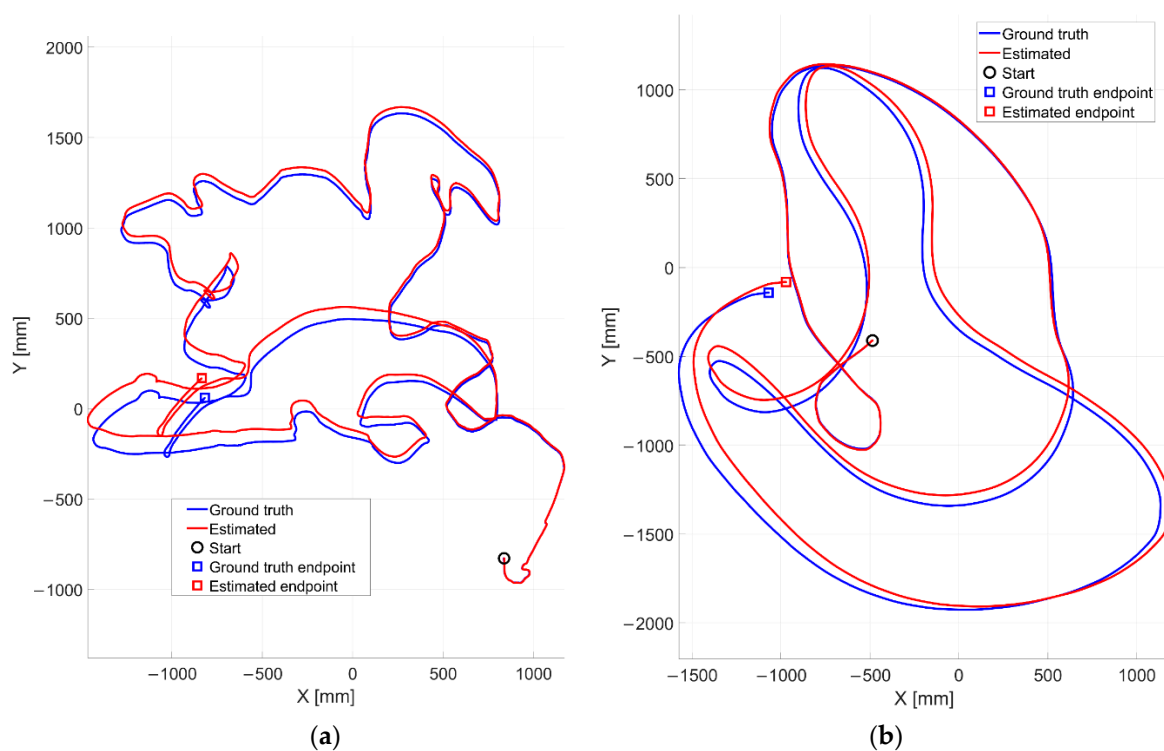 2000
1500
1000
500
0
−500
−1000
Y [mm]
−1000
−500
0
500
1000
X [mm]
Ground truth
Estimated
Start
Ground truth endpoint
Estimated endpoint
(a)
1000
500
0
−500
−1000
−1500
−2000
Y [mm]
−1500
−1000
−500
0
500
1000
X [mm]
Ground truth
Estimated
Start
Ground truth endpoint
Estimated endpoint
(b)